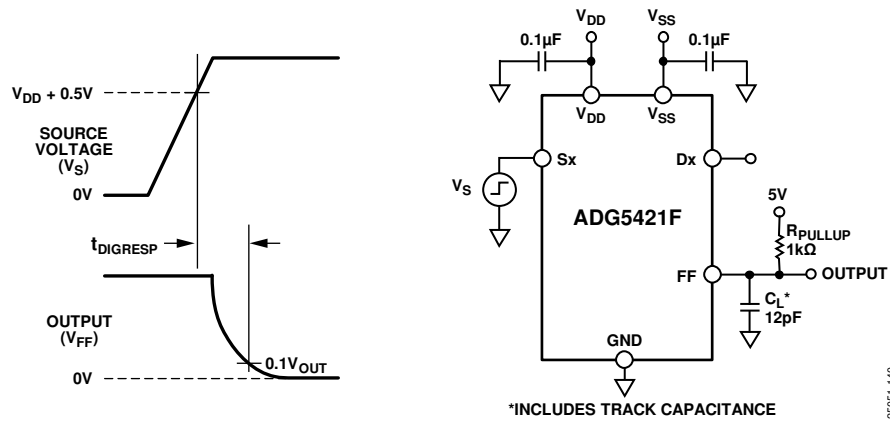 VDD + 0.5V
SOURCE
VOLTAGE
(VS)
0V
tDIGRESP
OUTPUT
(VFF)
0.1VOUT
0V
VDD
VSS
0.1µF
0.1µF
VDD
VSS
Sx
Dx
VS
ADG5421F
5V
RPULLUP
1kΩ
FF
OUTPUT
CL*
12pF
GND
*INCLUDES TRACK CAPACITANCE